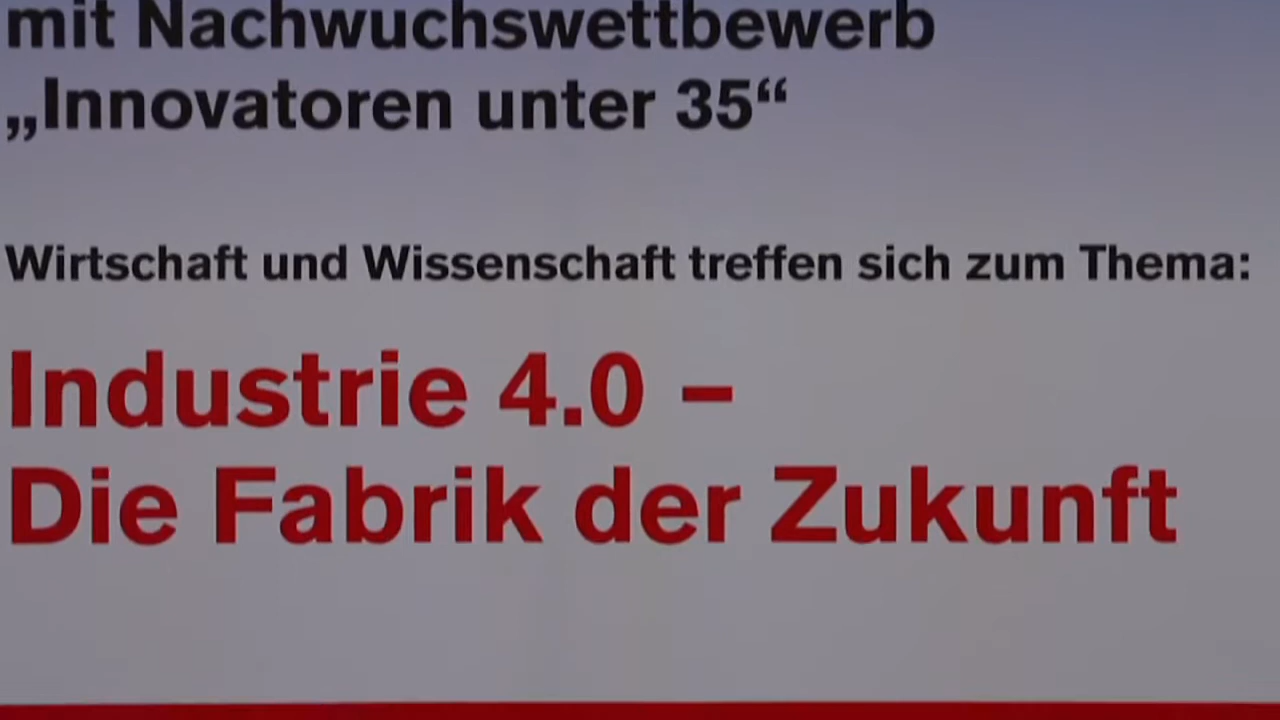 mit Nachwuchswettbewerb
„Innovatoren unter 35“
Wirtschaft und Wissenschaft treffen sich zum Thema:
Industrie 4.0 –
Die Fabrik der Zukunft